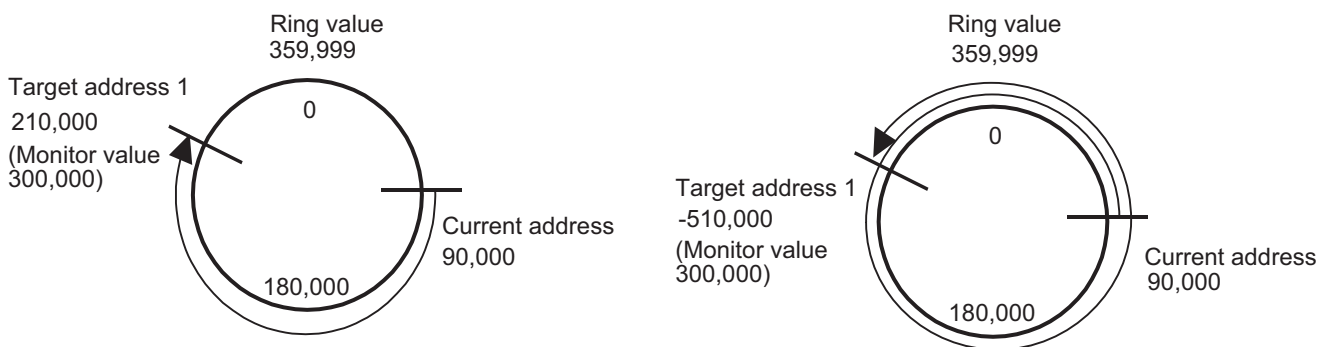 Ring value
359,999
Target address 1
210,000
(Monitor value
300,000)
0
Current address
90,000
180,000
Ring value
359,999
0
Target address 1
-510,000
(Monitor value
300,000)
Current address
90,000
180,000